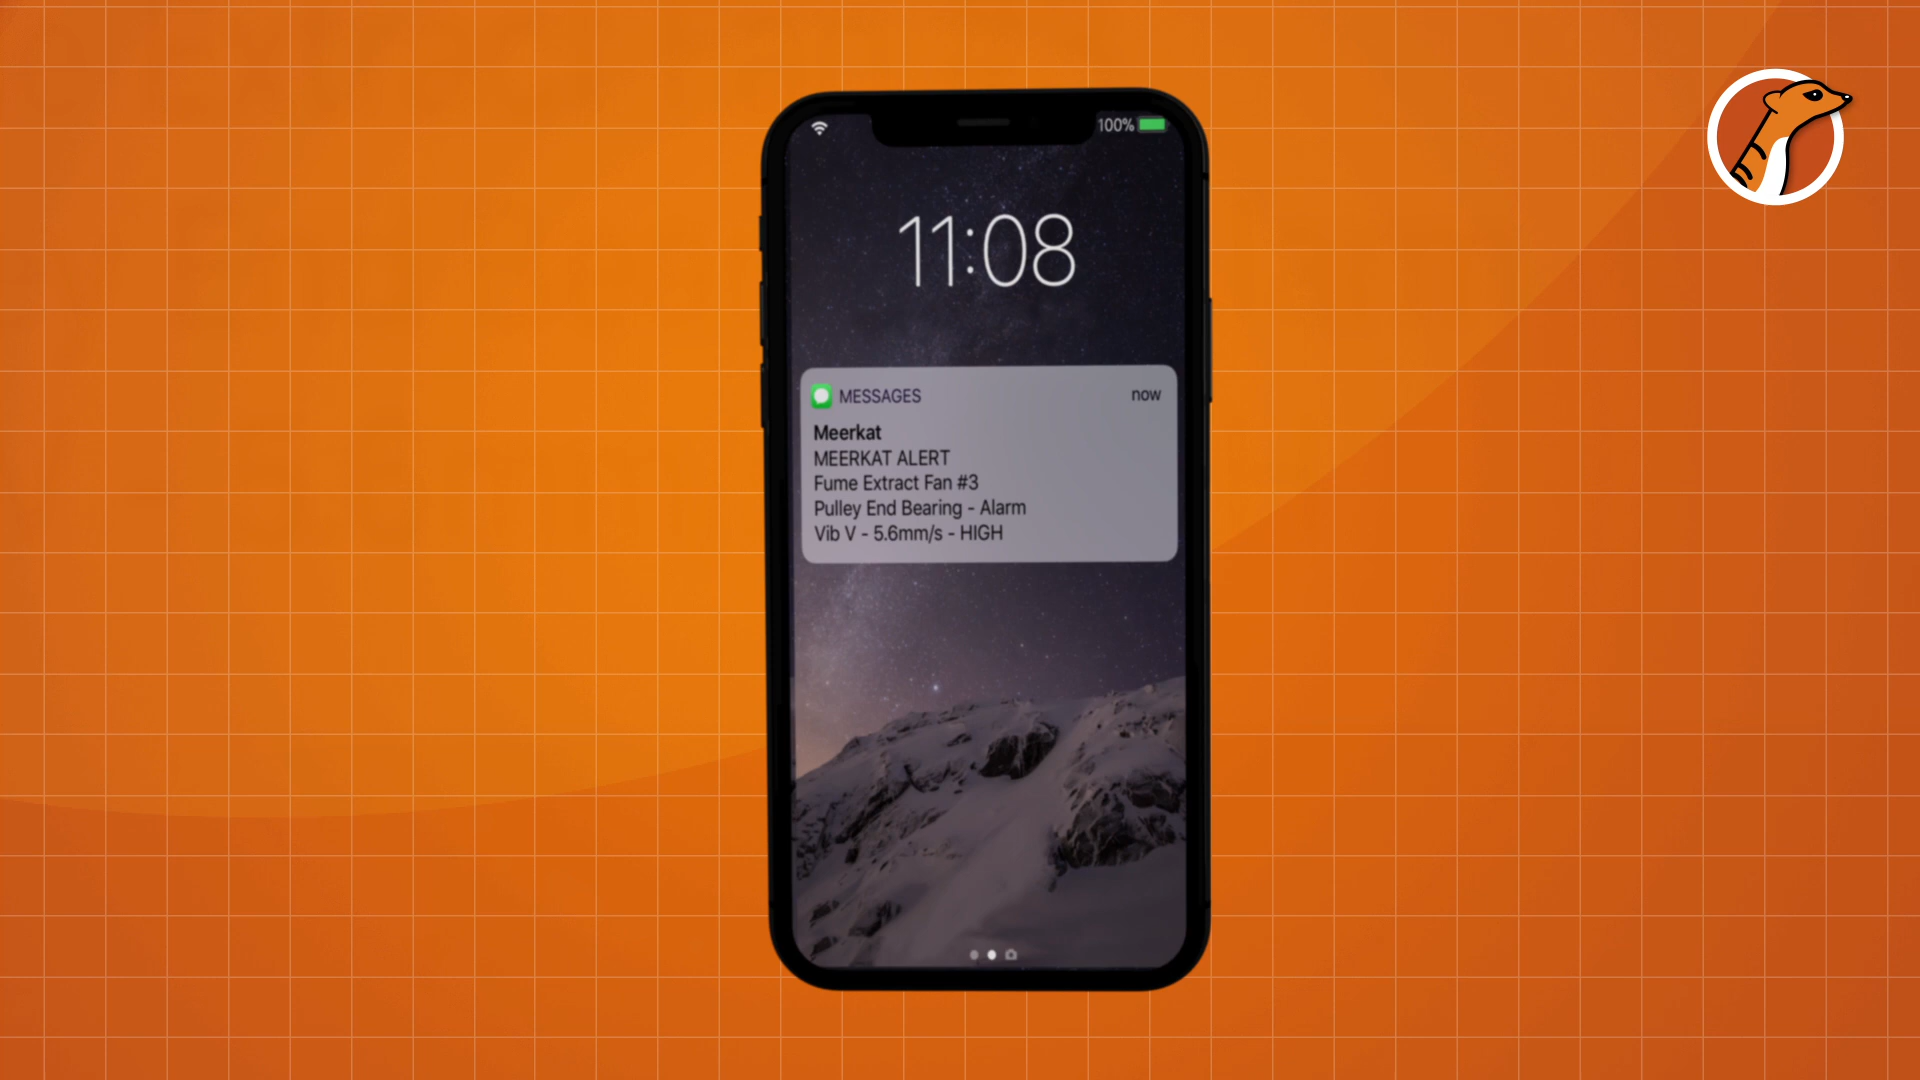 100%
11:08
MESSAGES now
Meerkat
MEERKAT ALERT
Fume Extract Fan #3
Pulley End Bearing - Alarm
Vib V - 5.6mm/s - HIGH